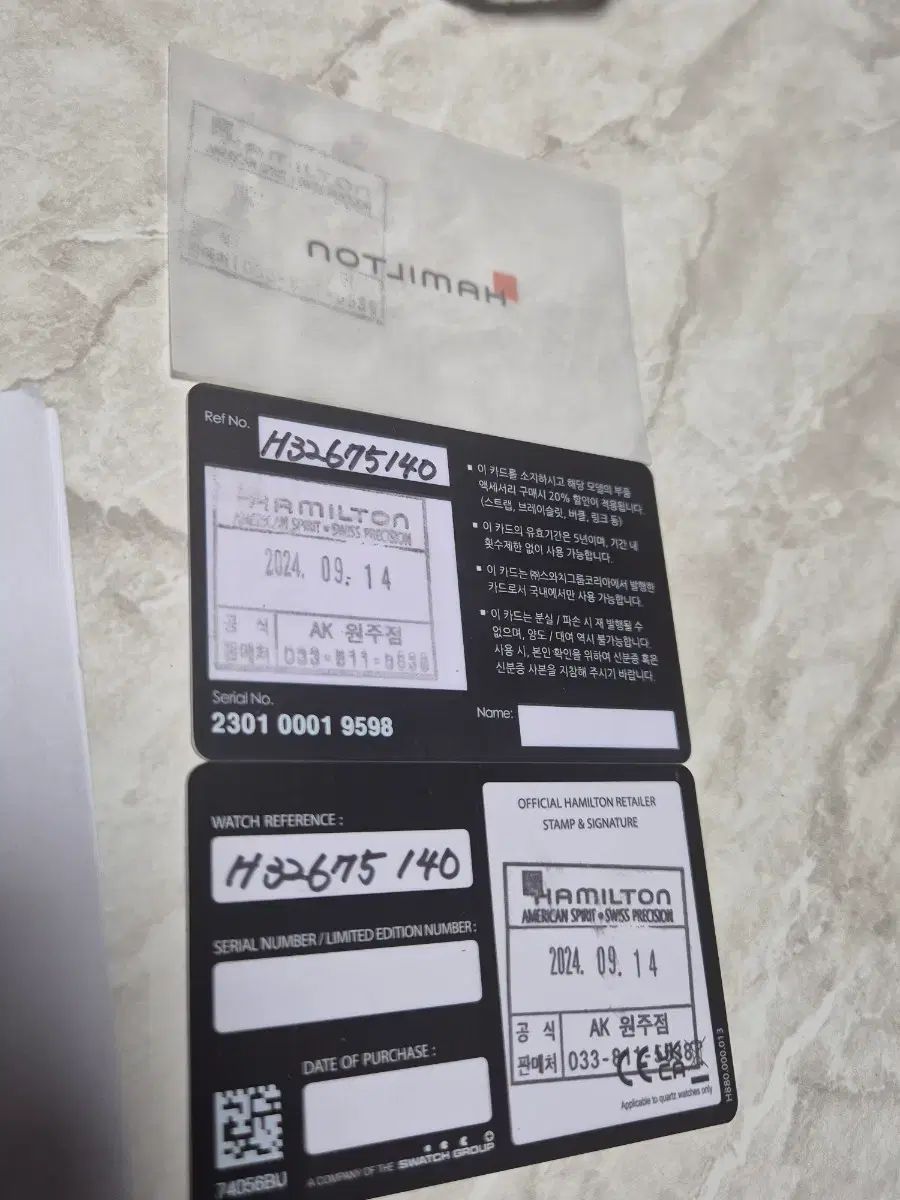 HAMILTON
HAMILTON
Ref No.
H32675140
HAMILTON
AMERICAN SPIRIT • SWISS PRECISION
2024. 09. 14
공 식
판매처
AK 원주점
Serial No.
2301 0001 9598
▪ 이 카드를 소지하시고 해당 모델의 부품
액세서리 구매시 20% 할인이 적용됩니다.
(스트랩, 브레이슬릿, 버클, 링크 등)
▪ 이 카드의 유효기간은 5년이며, 기간 내
횟수제한 없이 사용 가능합니다.
▪ 이 카드는 ㈜스와치그룹코리아에서 발행한
카드로서 국내에서만 사용 가능합니다.
▪ 이 카드는 분실 / 파손 시 재 발행될 수
없으며, 양도 / 대여 역시 불가능합니다.
사용 시, 본인 확인을 위하여 신분증 혹은
신분증 사본을 지참해 주시기 바랍니다.
Name:
WATCH REFERENCE :
H32675 140
SERIAL NUMBER / LIMITED EDITION NUMBER :
DATE OF PURCHASE :
74056BU
A COMPANY OF THE SWATCH GROUP
OFFICIAL HAMILTON RETAILER
STAMP & SIGNATURE
HAMILTON
AMERICAN SPIRIT • SWISS PRECISION
2024. 09. 14
공 식
판매처
AK 원주점
CE UKCA
Applicable to quartz watches only
H880.000.013